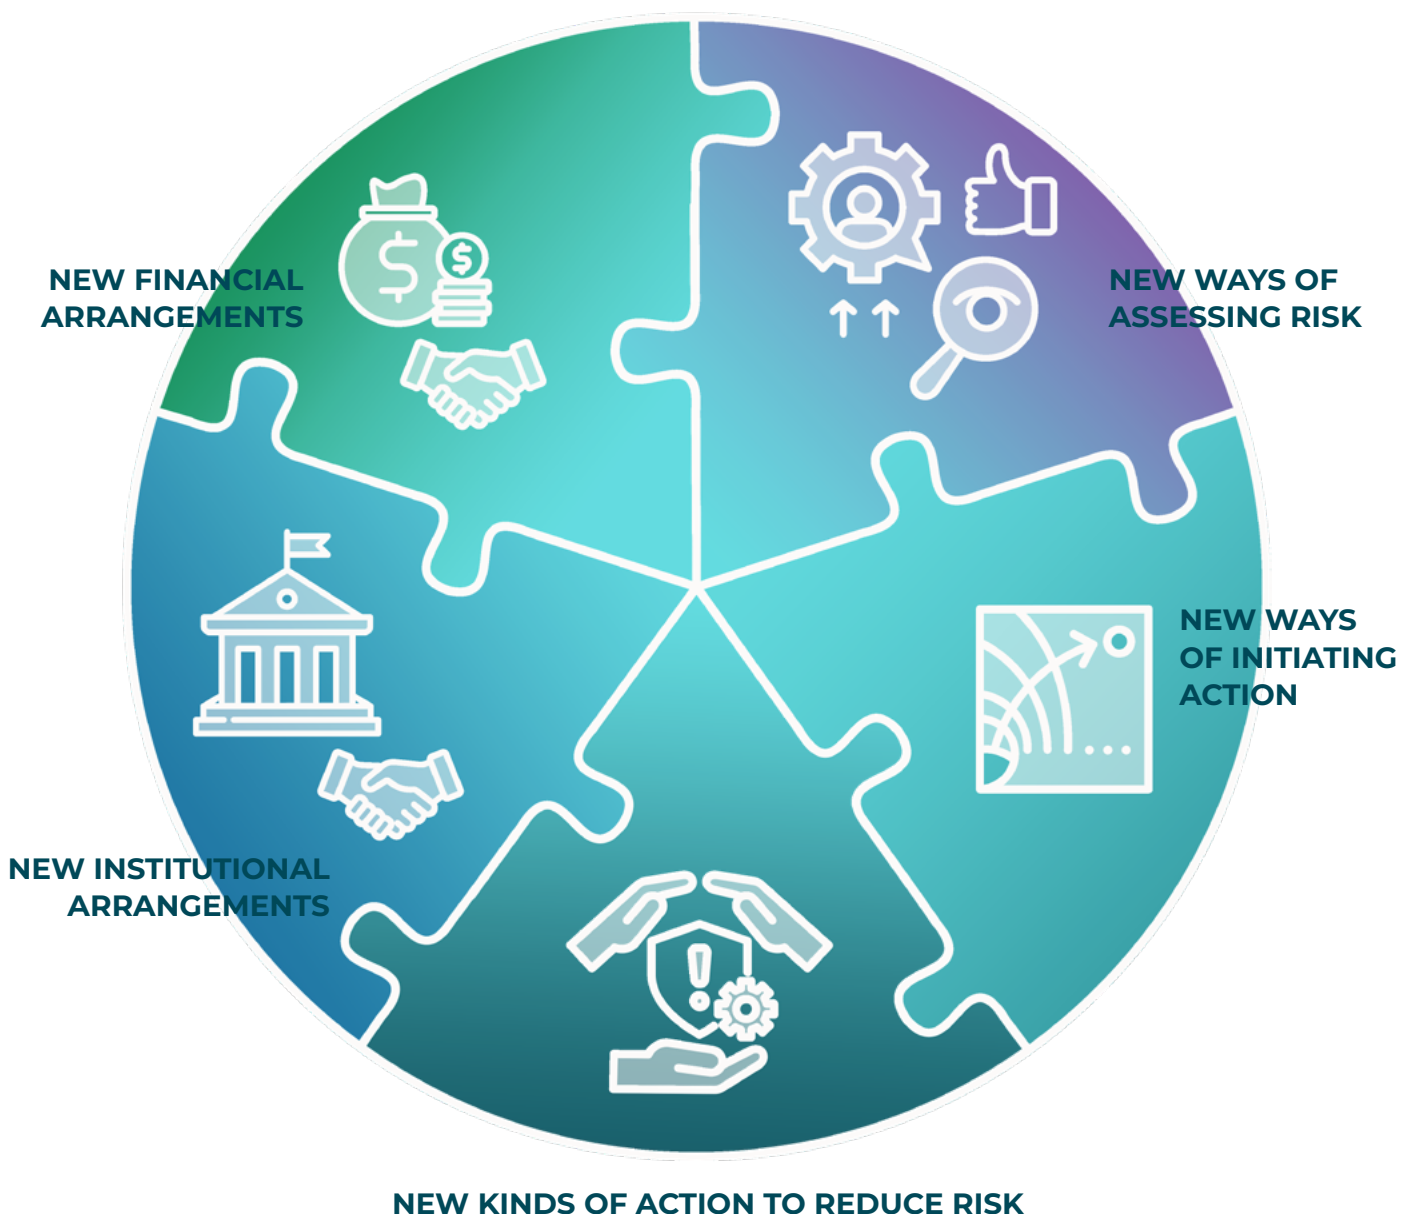 NEW FINANCIAL
ARRANGEMENTS
NEW WAYS OF
ASSESSING RISK
NEW WAYS
OF INITIATING
ACTION
NEW INSTITUTIONAL
ARRANGEMENTS
NEW KINDS OF ACTION TO REDUCE RISK